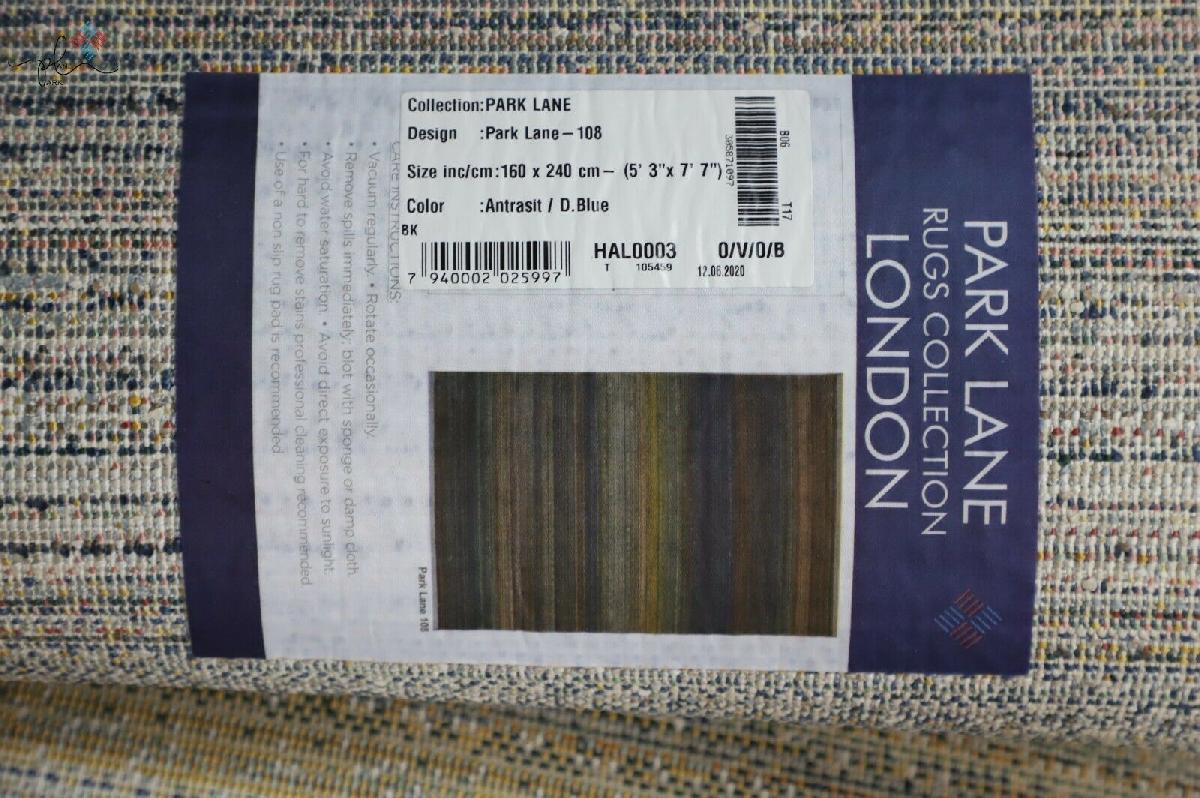 Collection:PARK LANE
Design :Park Lane-108
Size inc/cm:160 x 240 cm- (5' 3"x 7' 7")
Color :Antrasit / D.Blue
BK
7 940002 025997
HAL0003 0/V/0/B
T 105459 12.06.2020
B06
T17
PARK LANE
RUGS COLLECTION
LONDON
CARE INSTRUCTIONS:
• Vacuum regularly. • Rotate occasionally.
• Remove spills immediately; blot with sponge or damp cloth.
• Avoid water saturation. • Avoid direct exposure to sunlight.
• For hard to remove stains professional cleaning recommended.
• Use of a non slip rug pad is recommended.
Park Lane 108